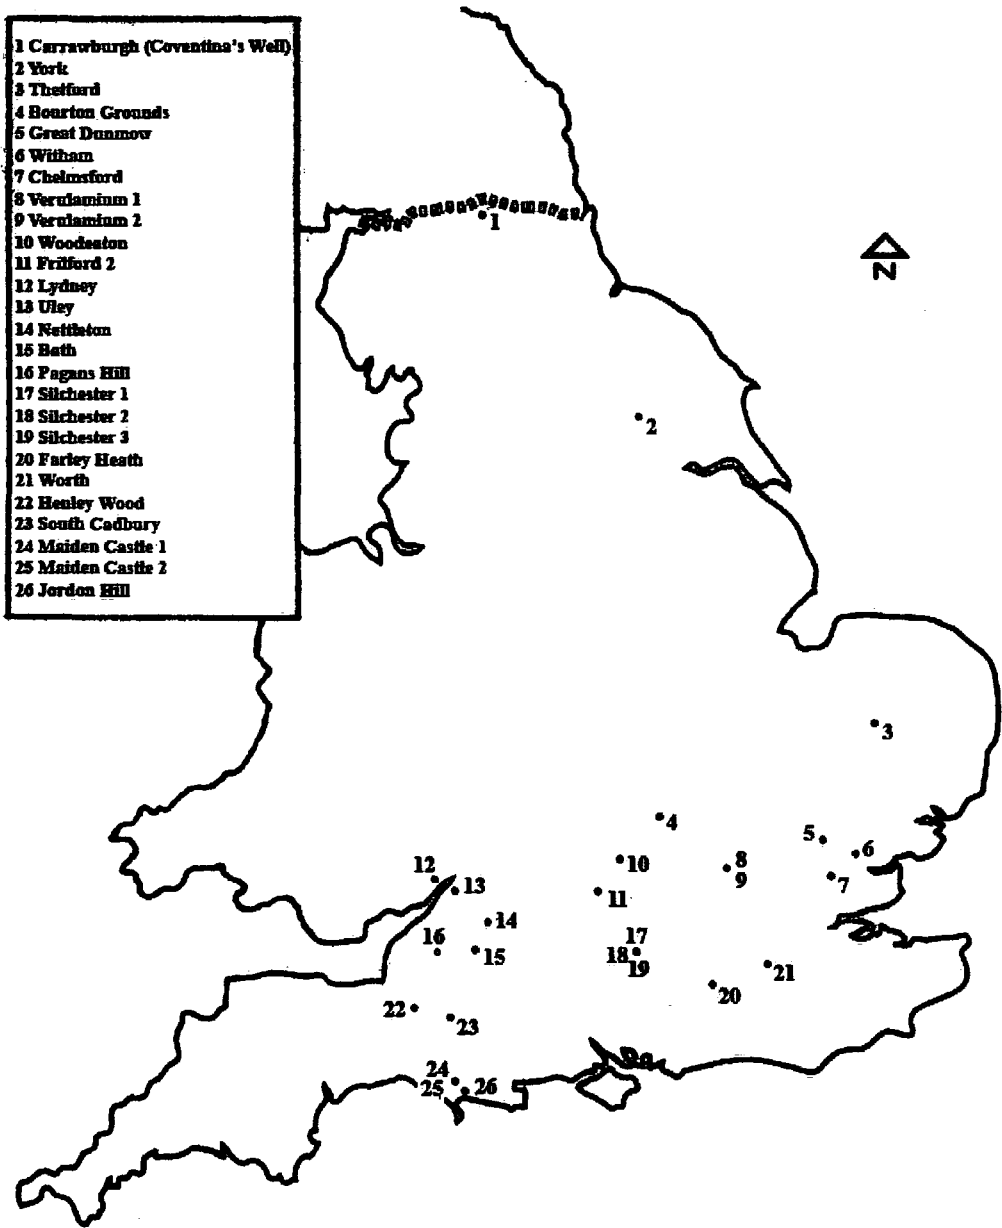 1 Carrawburgh (Coventina's Well)
2 York
3 Thetford
4 Bourton Grounds
5 Great Dunmow
6 Witham
7 Chelmsford
8 Verulamium 1
9 Verulamium 2
10 Woodeaton
11 Frilford 2
12 Lydney
13 Uley
14 Nettleton
15 Bath
16 Pagans Hill
17 Silchester 1
18 Silchester 2
19 Silchester 3
20 Farley Heath
21 Worth
22 Henley Wood
23 South Cadbury
24 Maiden Castle 1
25 Maiden Castle 2
26 Jordon Hill
1
N
2
3
4
5
6
7
8
9
10
11
12
13
14
15
16
17
18
19
20
21
22
23
24
25
26